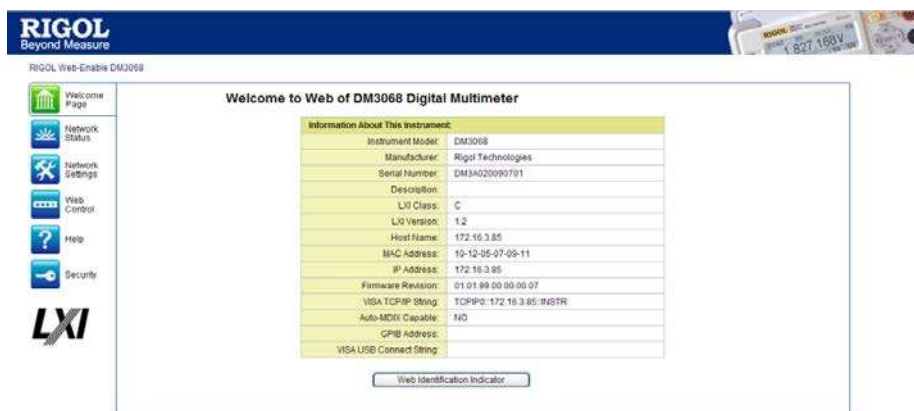 RIGOL
Beyond Measure
RIGOL
1.827,168V
RIGOL Web-Enable DM3068
Welcome Page
Network Status
Network Settings
Web Control
Help
Security
LXI
Welcome to Web of DM3068 Digital Multimeter
Information About This Instrument:
Instrument Model: DM3068
Manufacturer: Rigol Technologies
Serial Number: DM3A020090701
Description:
LXI Class: C
LXI Version: 1.2
Host Name: 172.16.3.85
MAC Address: 10-12-05-07-09-11
IP Address: 172.16.3.85
Firmware Revision: 01.01.99.00.00.00.07
VISA TCP/IP String: TCPIP0::172.16.3.85::INSTR
Auto-MDIX Capable: NO
GPIB Address:
VISA USB Connect String:
Web Identification Indicator